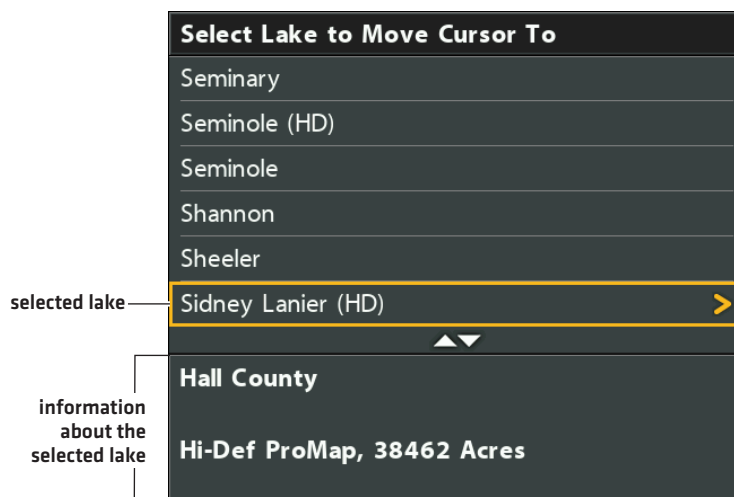 Select Lake to Move Cursor To
Seminary
Seminole (HD)
Seminole
Shannon
Sheeler
selected lake
Sidney Lanier (HD)
Hall County
information
about the
selected lake
Hi-Def ProMap, 38462 Acres